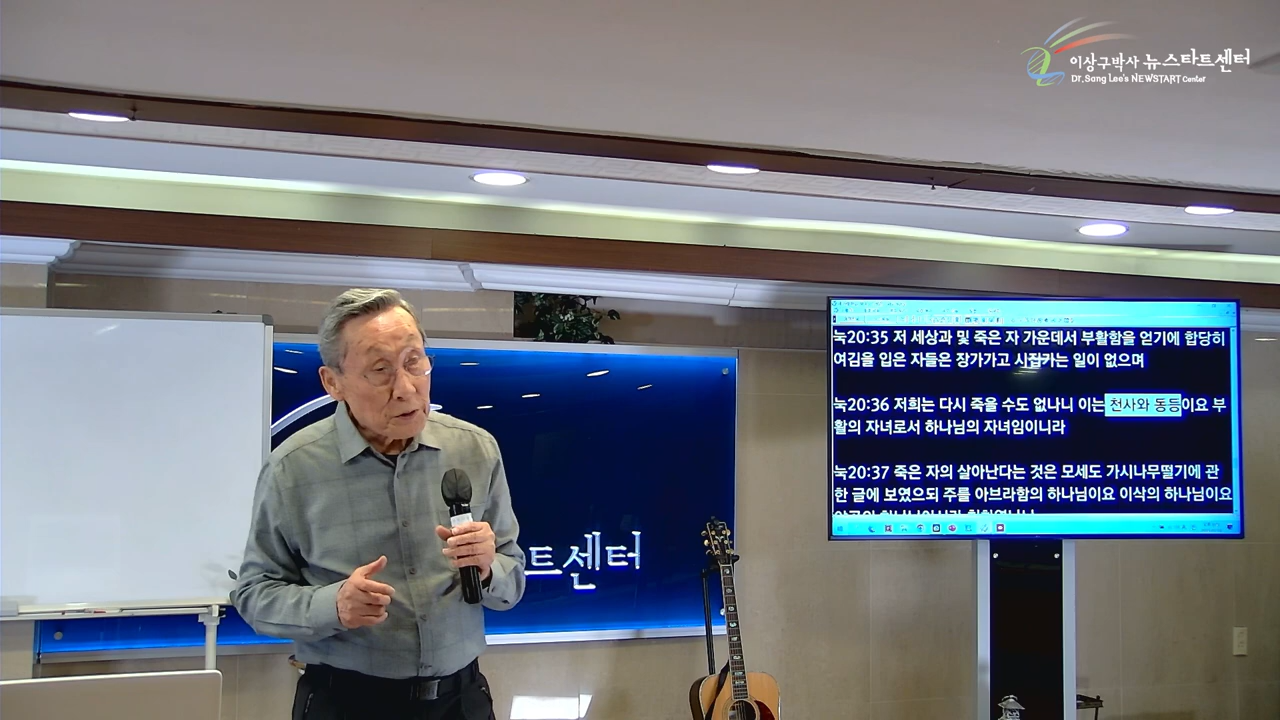 이상구박사 뉴스타트센터
Dr. Sang Lee's NEWSTART Center
눅20:35 저 세상과 및 죽은 자 가운데서 부활함을 얻기에 합당히
여김을 입은 자들은 장가가고 시집가는 일이 없으며
눅20:36 저희는 다시 죽을 수도 없나니 이는 천사와 동등이요 부
활의 자녀로서 하나님의 자녀임이니라
눅20:37 죽은 자의 살아난다는 것은 모세도 가시나무떨기에 관
한 글에 보였으되 주를 아브라함의 하나님이요 이삭의 하나님이요
트센터